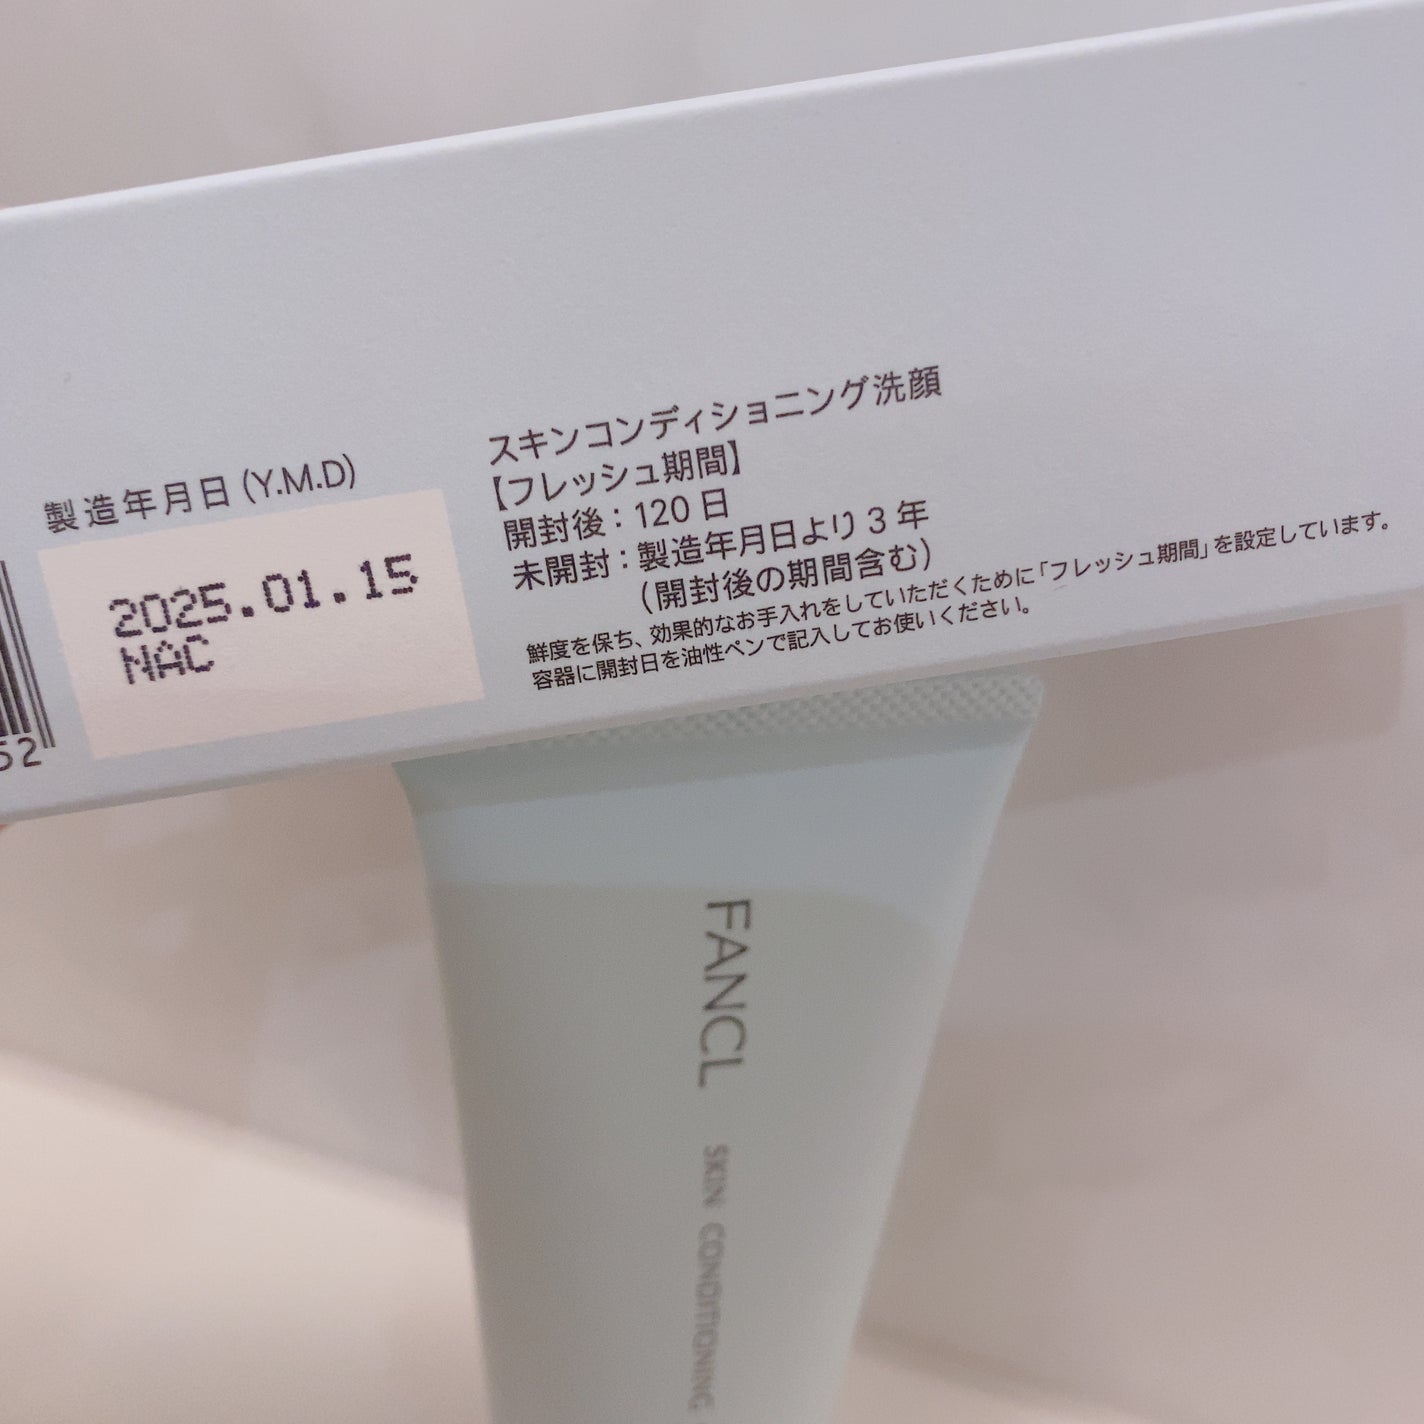 製造年月日(Y.M.D)
2025.01.15
NAC
52
スキンコンディショニング洗顔
【フレッシュ期間】
開封後：120日
未開封：製造年月日より3年
(開封後の期間含む)
鮮度を保ち、効果的なお手入れをしていただくために「フレッシュ期間」を設定しています。
容器に開封日を油性ペンで記入してお使いください。
FANCL
SKIN CONDITIONING